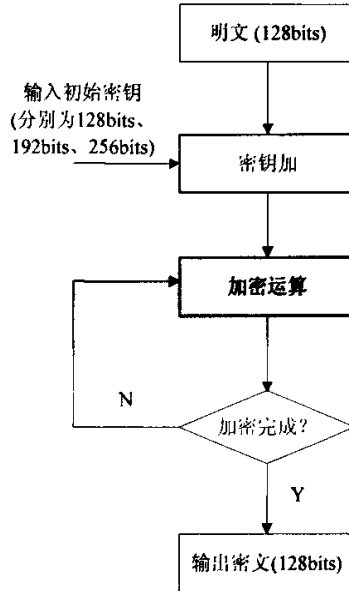 明文 (128bits)
输入初始密钥
(分别为128bits、
192bits、256bits)
密钥加
加密运算
N
加密完成?
Y
输出密文(128bits)